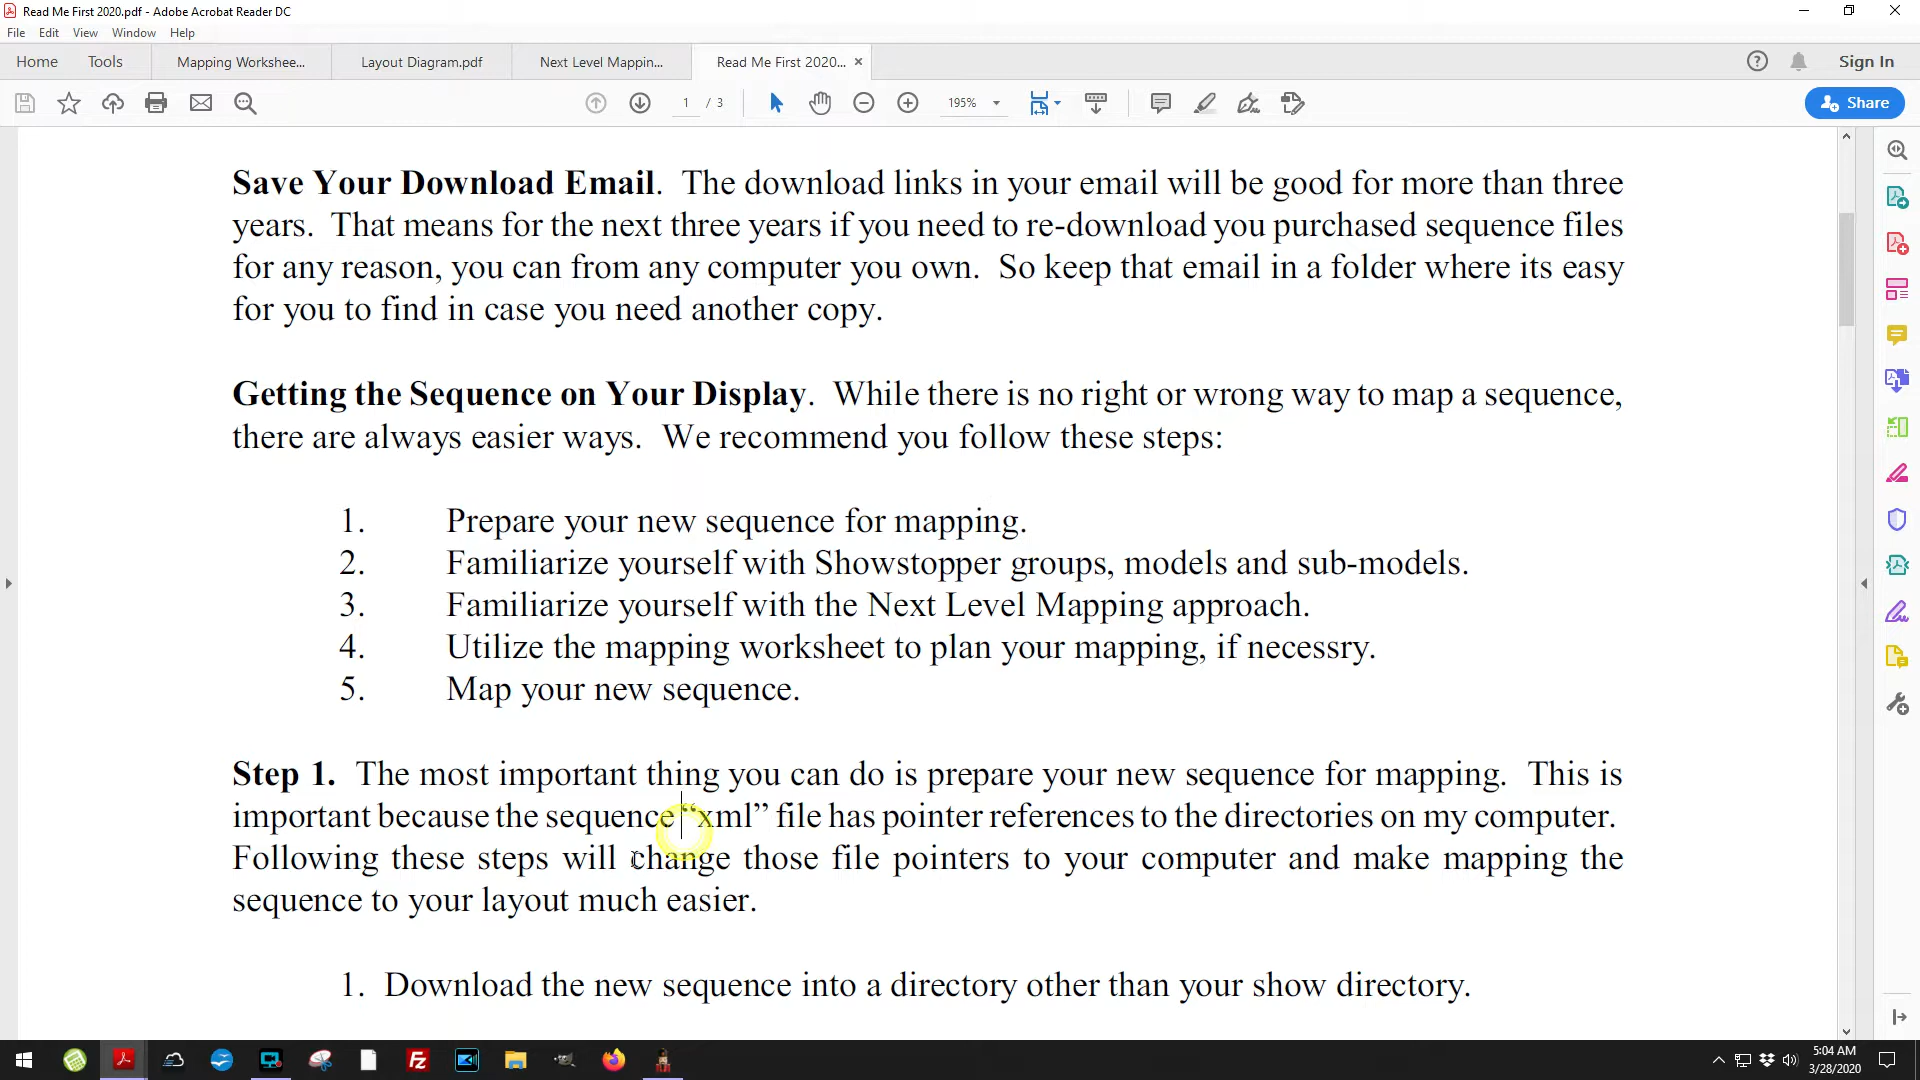 Read Me First 2020.pdf - Adobe Acrobat Reader DC
File Edit View Window Help
Home Tools Mapping Workshee... Layout Diagram.pdf Next Level Mappin... Read Me First 2020... × Sign In
1 / 3 195% Share
Save Your Download Email. The download links in your email will be good for more than three
years. That means for the next three years if you need to re-download you purchased sequence files
for any reason, you can from any computer you own. So keep that email in a folder where its easy
for you to find in case you need another copy.
Getting the Sequence on Your Display. While there is no right or wrong way to map a sequence,
there are always easier ways. We recommend you follow these steps:
1. Prepare your new sequence for mapping.
2. Familiarize yourself with Showstopper groups, models and sub-models.
3. Familiarize yourself with the Next Level Mapping approach.
4. Utilize the mapping worksheet to plan your mapping, if necessry.
5. Map your new sequence.
Step 1. The most important thing you can do is prepare your new sequence for mapping. This is
important because the sequence “xml” file has pointer references to the directories on my computer.
Following these steps will change those file pointers to your computer and make mapping the
sequence to your layout much easier.
1. Download the new sequence into a directory other than your show directory.
5:04 AM
3/28/2020